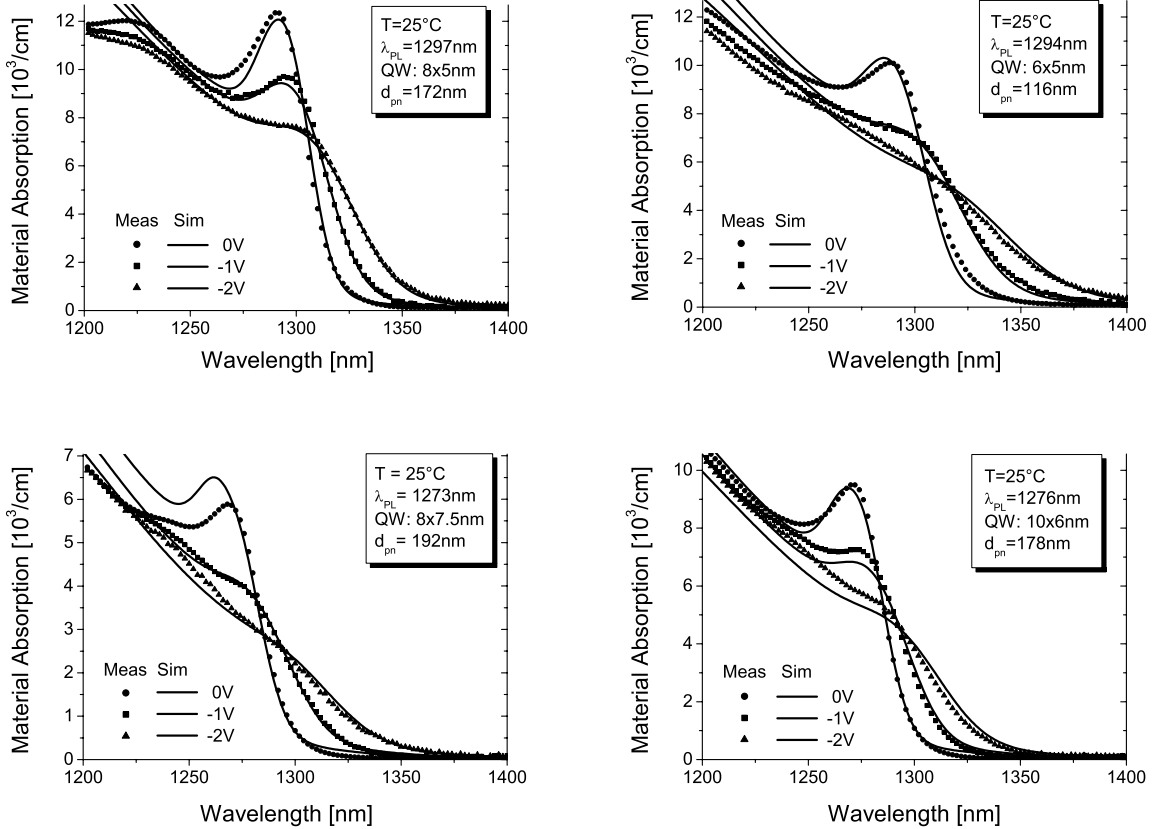 Material Absorption [10³/cm]
12
10
8
6
4
2
0
T=25°C
λPL=1297nm
QW: 8x5nm
dpn=172nm
Meas Sim
0V
-1V
-2V
1200 1250 1300 1350 1400
Wavelength [nm]
Material Absorption [10³/cm]
12
10
8
6
4
2
0
T=25°C
λPL=1294nm
QW: 6x5nm
dpn=116nm
Meas Sim
0V
-1V
-2V
1200 1250 1300 1350 1400
Wavelength [nm]
Material Absorption [10³/cm]
7
6
5
4
3
2
1
0
T = 25°C
λPL= 1273nm
QW: 8x7.5nm
dpn= 192nm
Meas Sim
0V
-1V
-2V
1200 1250 1300 1350 1400
Wavelength [nm]
Material Absorption [10³/cm]
10
8
6
4
2
0
T=25°C
λPL=1276nm
QW: 10x6nm
dpn=178nm
Meas Sim
0V
-1V
-2V
1200 1250 1300 1350 1400
Wavelength [nm]